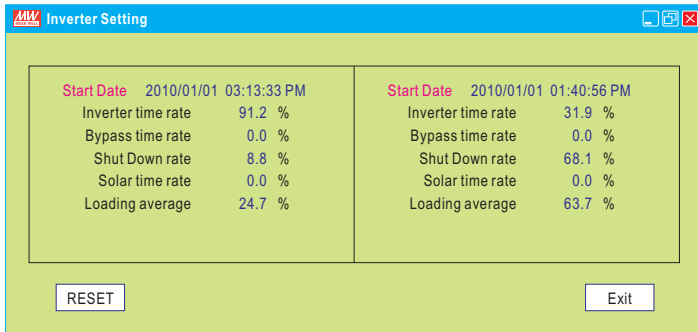 MW MEAN WELL Inverter Setting
Start Date 2010/01/01 03:13:33 PM
Inverter time rate 91.2 %
Bypass time rate 0.0 %
Shut Down rate 8.8 %
Solar time rate 0.0 %
Loading average 24.7 %
Start Date 2010/01/01 01:40:56 PM
Inverter time rate 31.9 %
Bypass time rate 0.0 %
Shut Down rate 68.1 %
Solar time rate 0.0 %
Loading average 63.7 %
RESET
Exit